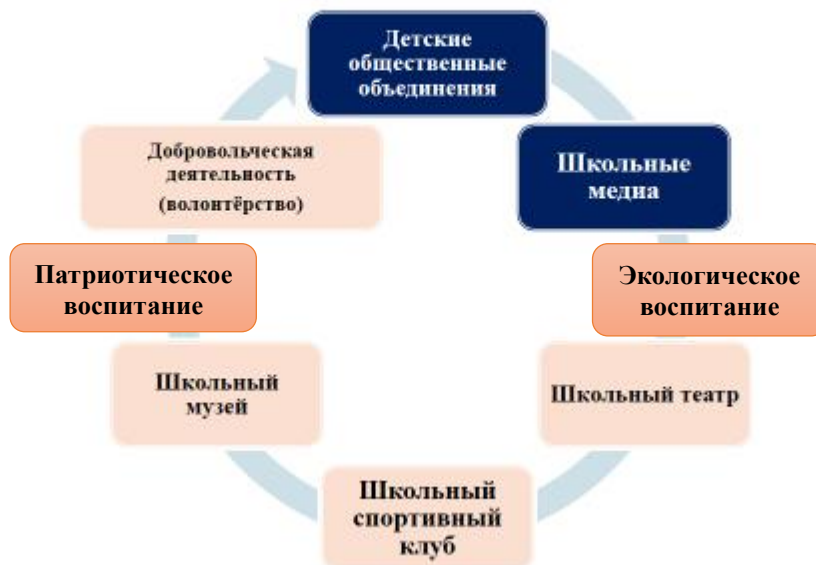 Детские
общественные
объединения
Школьные
медиа
Экологическое
воспитание
Школьный театр
Школьный
спортивный
клуб
Школьный
музей
Патриотическое
воспитание
Добровольческая
деятельность
(волонтёрство)